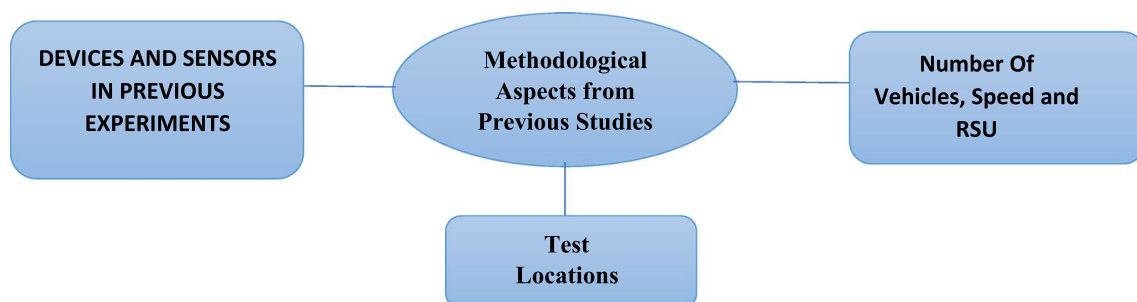 DEVICES AND SENSORS
IN PREVIOUS
EXPERIMENTS
Methodological
Aspects from
Previous Studies
Number Of
Vehicles, Speed and
RSU
Test
Locations